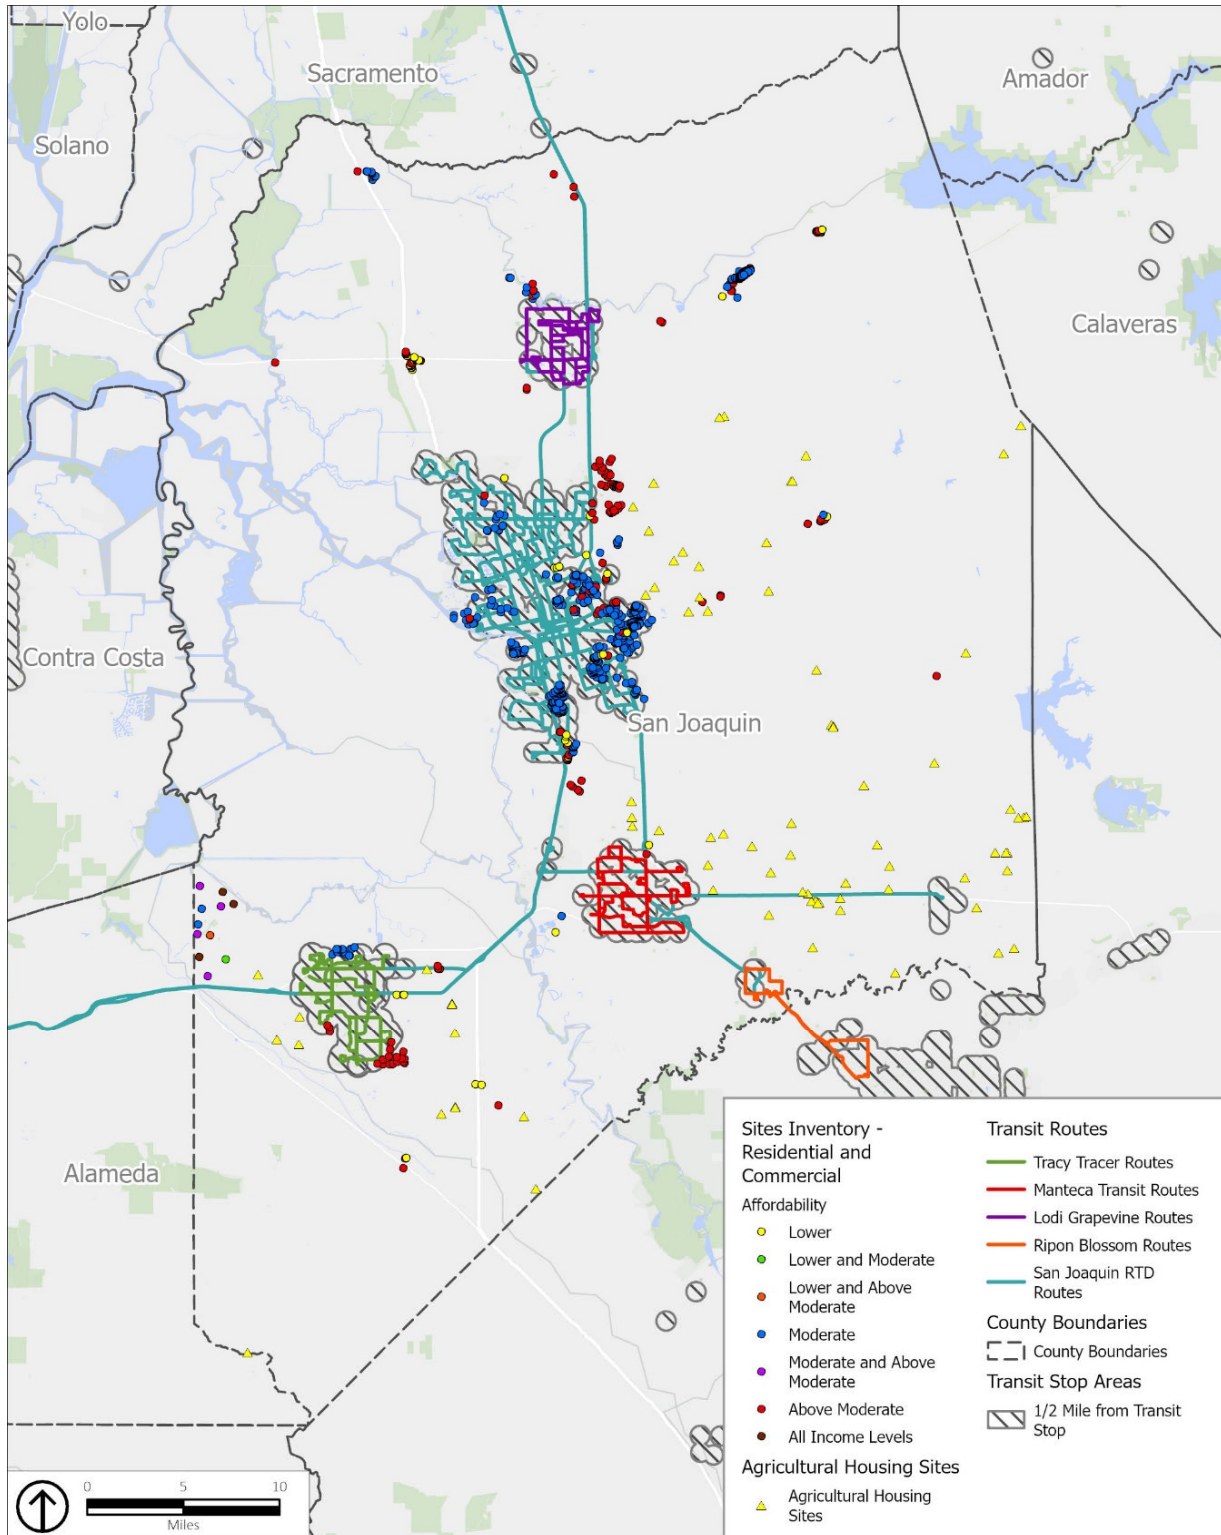 Yolo
Sacramento
Amador
Solano
Calaveras
Contra Costa
San Joaquin
Alameda
Sites Inventory -
Residential and
Commercial
Affordability
Lower
Lower and Moderate
Lower and Above
Moderate
Moderate
Moderate and Above
Moderate
Above Moderate
All Income Levels
Agricultural Housing Sites
Agricultural Housing
Sites
Transit Routes
Tracy Tracer Routes
Manteca Transit Routes
Lodi Grapevine Routes
Ripon Blossom Routes
San Joaquin RTD
Routes
County Boundaries
County Boundaries
Transit Stop Areas
1/2 Mile from Transit
Stop
0 5 10
Miles